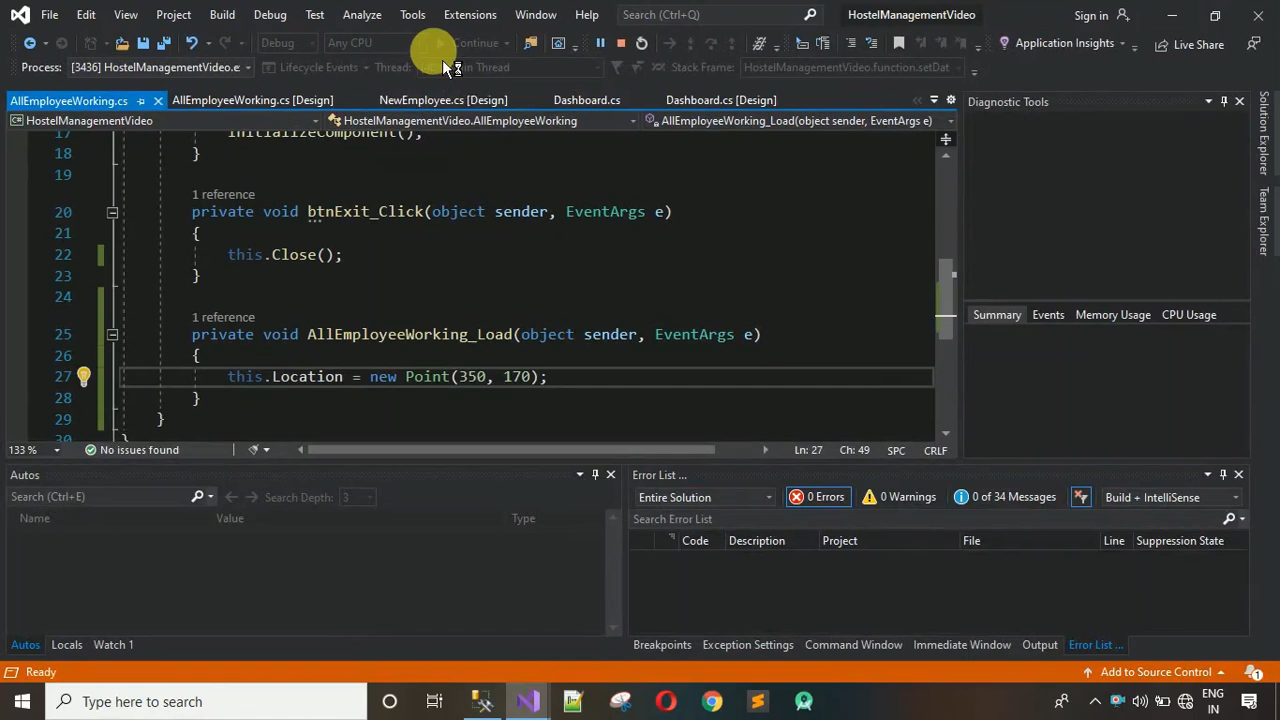 File Edit View Project Build Debug Test Analyze Tools Extensions Window Help Search (Ctrl+Q) HostelManagementVideo Sign in
Debug Any CPU Continue Application Insights Live Share
Process: [3436] HostelManagementVideo.e Lifecycle Events Thread: Thread Stack Frame: HostelManagementVideo.function.setDat
AllEmployeeWorking.cs AllEmployeeWorking.cs [Design] NewEmployee.cs [Design] Dashboard.cs Dashboard.cs [Design] Diagnostic Tools
HostelManagementVideo HostelManagementVideo.AllEmployeeWorking AllEmployeeWorking_Load(object sender, EventArgs e)
17 InitializeComponent();
18 }
19
1 reference
20 private void btnExit_Click(object sender, EventArgs e)
21 {
22 this.Close();
23 }
24
1 reference
25 private void AllEmployeeWorking_Load(object sender, EventArgs e)
26 {
27 this.Location = new Point(350, 170);
28 }
29 }
30 }
Summary Events Memory Usage CPU Usage
Solution Explorer
Team Explorer
133 % No issues found Ln: 27 Ch: 49 SPC CRLF
Autos
Search (Ctrl+E) Search Depth: 3
Name Value Type
Error List ...
Entire Solution 0 Errors 0 Warnings 0 of 34 Messages Build + IntelliSense
Search Error List
Code Description Project File Line Suppression State
Autos Locals Watch 1
Breakpoints Exception Settings Command Window Immediate Window Output Error List ...
Ready Add to Source Control 1
Type here to search ENG
IN